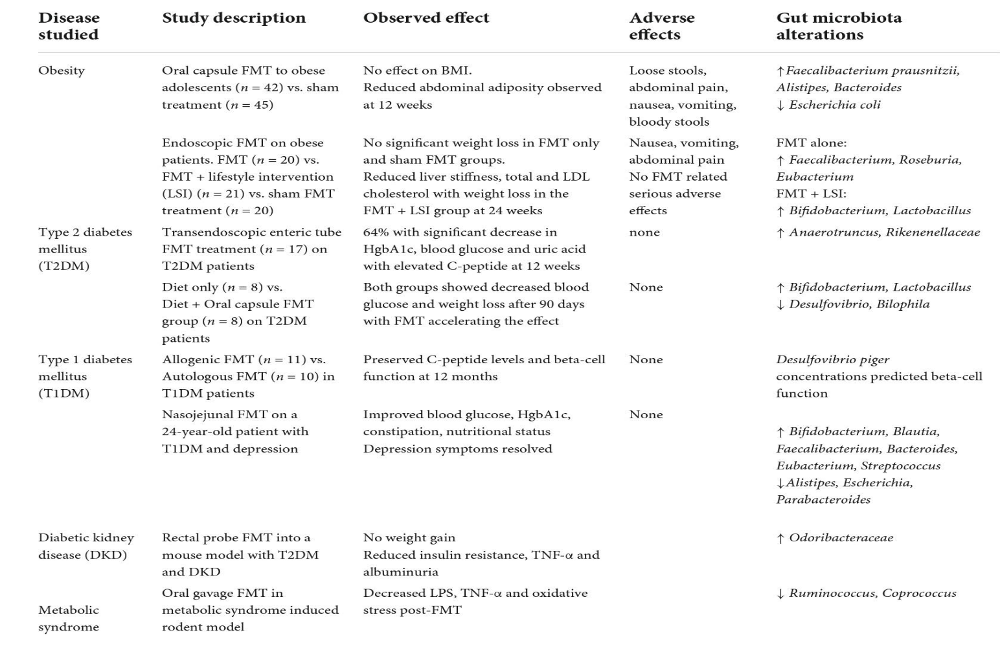 Disease
studied
Study description
Observed effect
Adverse
effects
Gut microbiota
alterations
Obesity
Oral capsule FMT to obese
adolescents (n = 42) vs. sham
treatment (n = 45)
No effect on BMI.
Reduced abdominal adiposity observed
at 12 weeks
Loose stools,
abdominal pain,
nausea, vomiting,
bloody stools
↑Faecalibacterium prausnitzii,
Alistipes, Bacteroides
↓ Escherichia coli
Endoscopic FMT on obese
patients. FMT (n = 20) vs.
FMT + lifestyle intervention
(LSI) (n = 21) vs. sham FMT
treatment (n = 20)
No significant weight loss in FMT only
and sham FMT groups.
Reduced liver stiffness, total and LDL
cholesterol with weight loss in the
FMT + LSI group at 24 weeks
Nausea, vomiting,
abdominal pain
No FMT related
serious adverse
effects
FMT alone:
↑ Faecalibacterium, Roseburia,
Eubacterium
FMT + LSI:
↑ Bifidobacterium, Lactobacillus
Type 2 diabetes
mellitus
(T2DM)
Transendoscopic enteric tube
FMT treatment (n = 17) on
T2DM patients
64% with significant decrease in
HgbA1c, blood glucose and uric acid
with elevated C-peptide at 12 weeks
none
↑ Anaerotruncus, Rikenenellaceae
Diet only (n = 8) vs.
Diet + Oral capsule FMT
group (n = 8) on T2DM
patients
Both groups showed decreased blood
glucose and weight loss after 90 days
with FMT accelerating the effect
None
↑ Bifidobacterium, Lactobacillus
↓ Desulfovibrio, Bilophila
Type 1 diabetes
mellitus
(T1DM)
Allogenic FMT (n = 11) vs.
Autologous FMT (n = 10) in
T1DM patients
Preserved C-peptide levels and beta-cell
function at 12 months
None
Desulfovibrio piger
concentrations predicted beta-cell
function
Nasojejunal FMT on a
24-year-old patient with
T1DM and depression
Improved blood glucose, HgbA1c,
constipation, nutritional status
Depression symptoms resolved
None
↑ Bifidobacterium, Blautia,
Faecalibacterium, Bacteroides,
Eubacterium, Streptococcus
↓Alistipes, Escherichia,
Parabacteroides
Diabetic kidney
disease (DKD)
Rectal probe FMT into a
mouse model with T2DM
and DKD
No weight gain
Reduced insulin resistance, TNF-α and
albuminuria
↑ Odoribacteraceae
Metabolic
syndrome
Oral gavage FMT in
metabolic syndrome induced
rodent model
Decreased LPS, TNF-α and oxidative
stress post-FMT
↓ Ruminococcus, Coprococcus